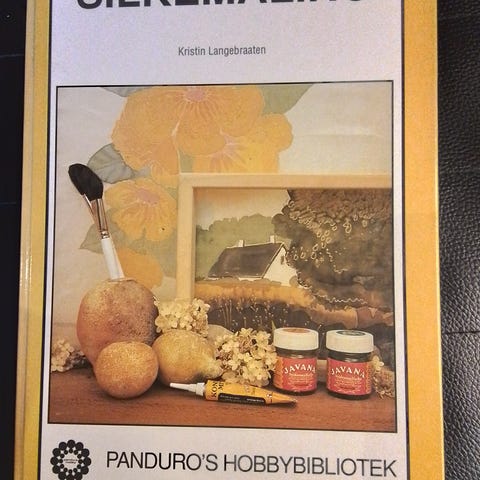 SILKEMALING
Kristin Langebraaten
JAVANA
JAVANA
PANDURO'S HOBBYBIBLIOTEK